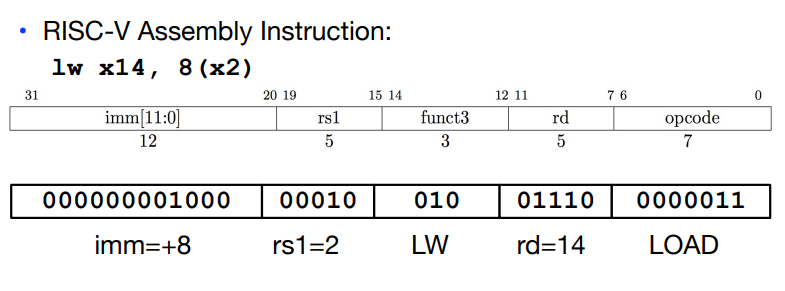 • RISC-V Assembly Instruction:
lw x14, 8(x2)
31 20 19 15 14 12 11 7 6 0
imm[11:0] rs1 funct3 rd opcode
12 5 3 5 7
000000001000 00010 010 01110 0000011
imm=+8 rs1=2 LW rd=14 LOAD